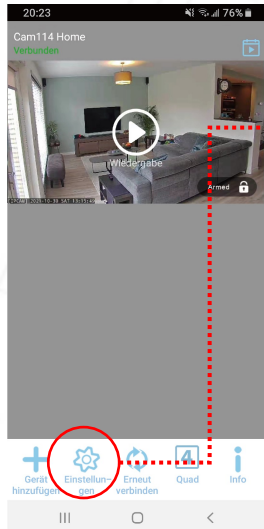 20:23
76%
Cam114 Home
Verbunden
Wiedergabe
Armed
Gerät
hinzufügen
Einstellun-
gen
Erneut
verbinden
4
Quad
Info